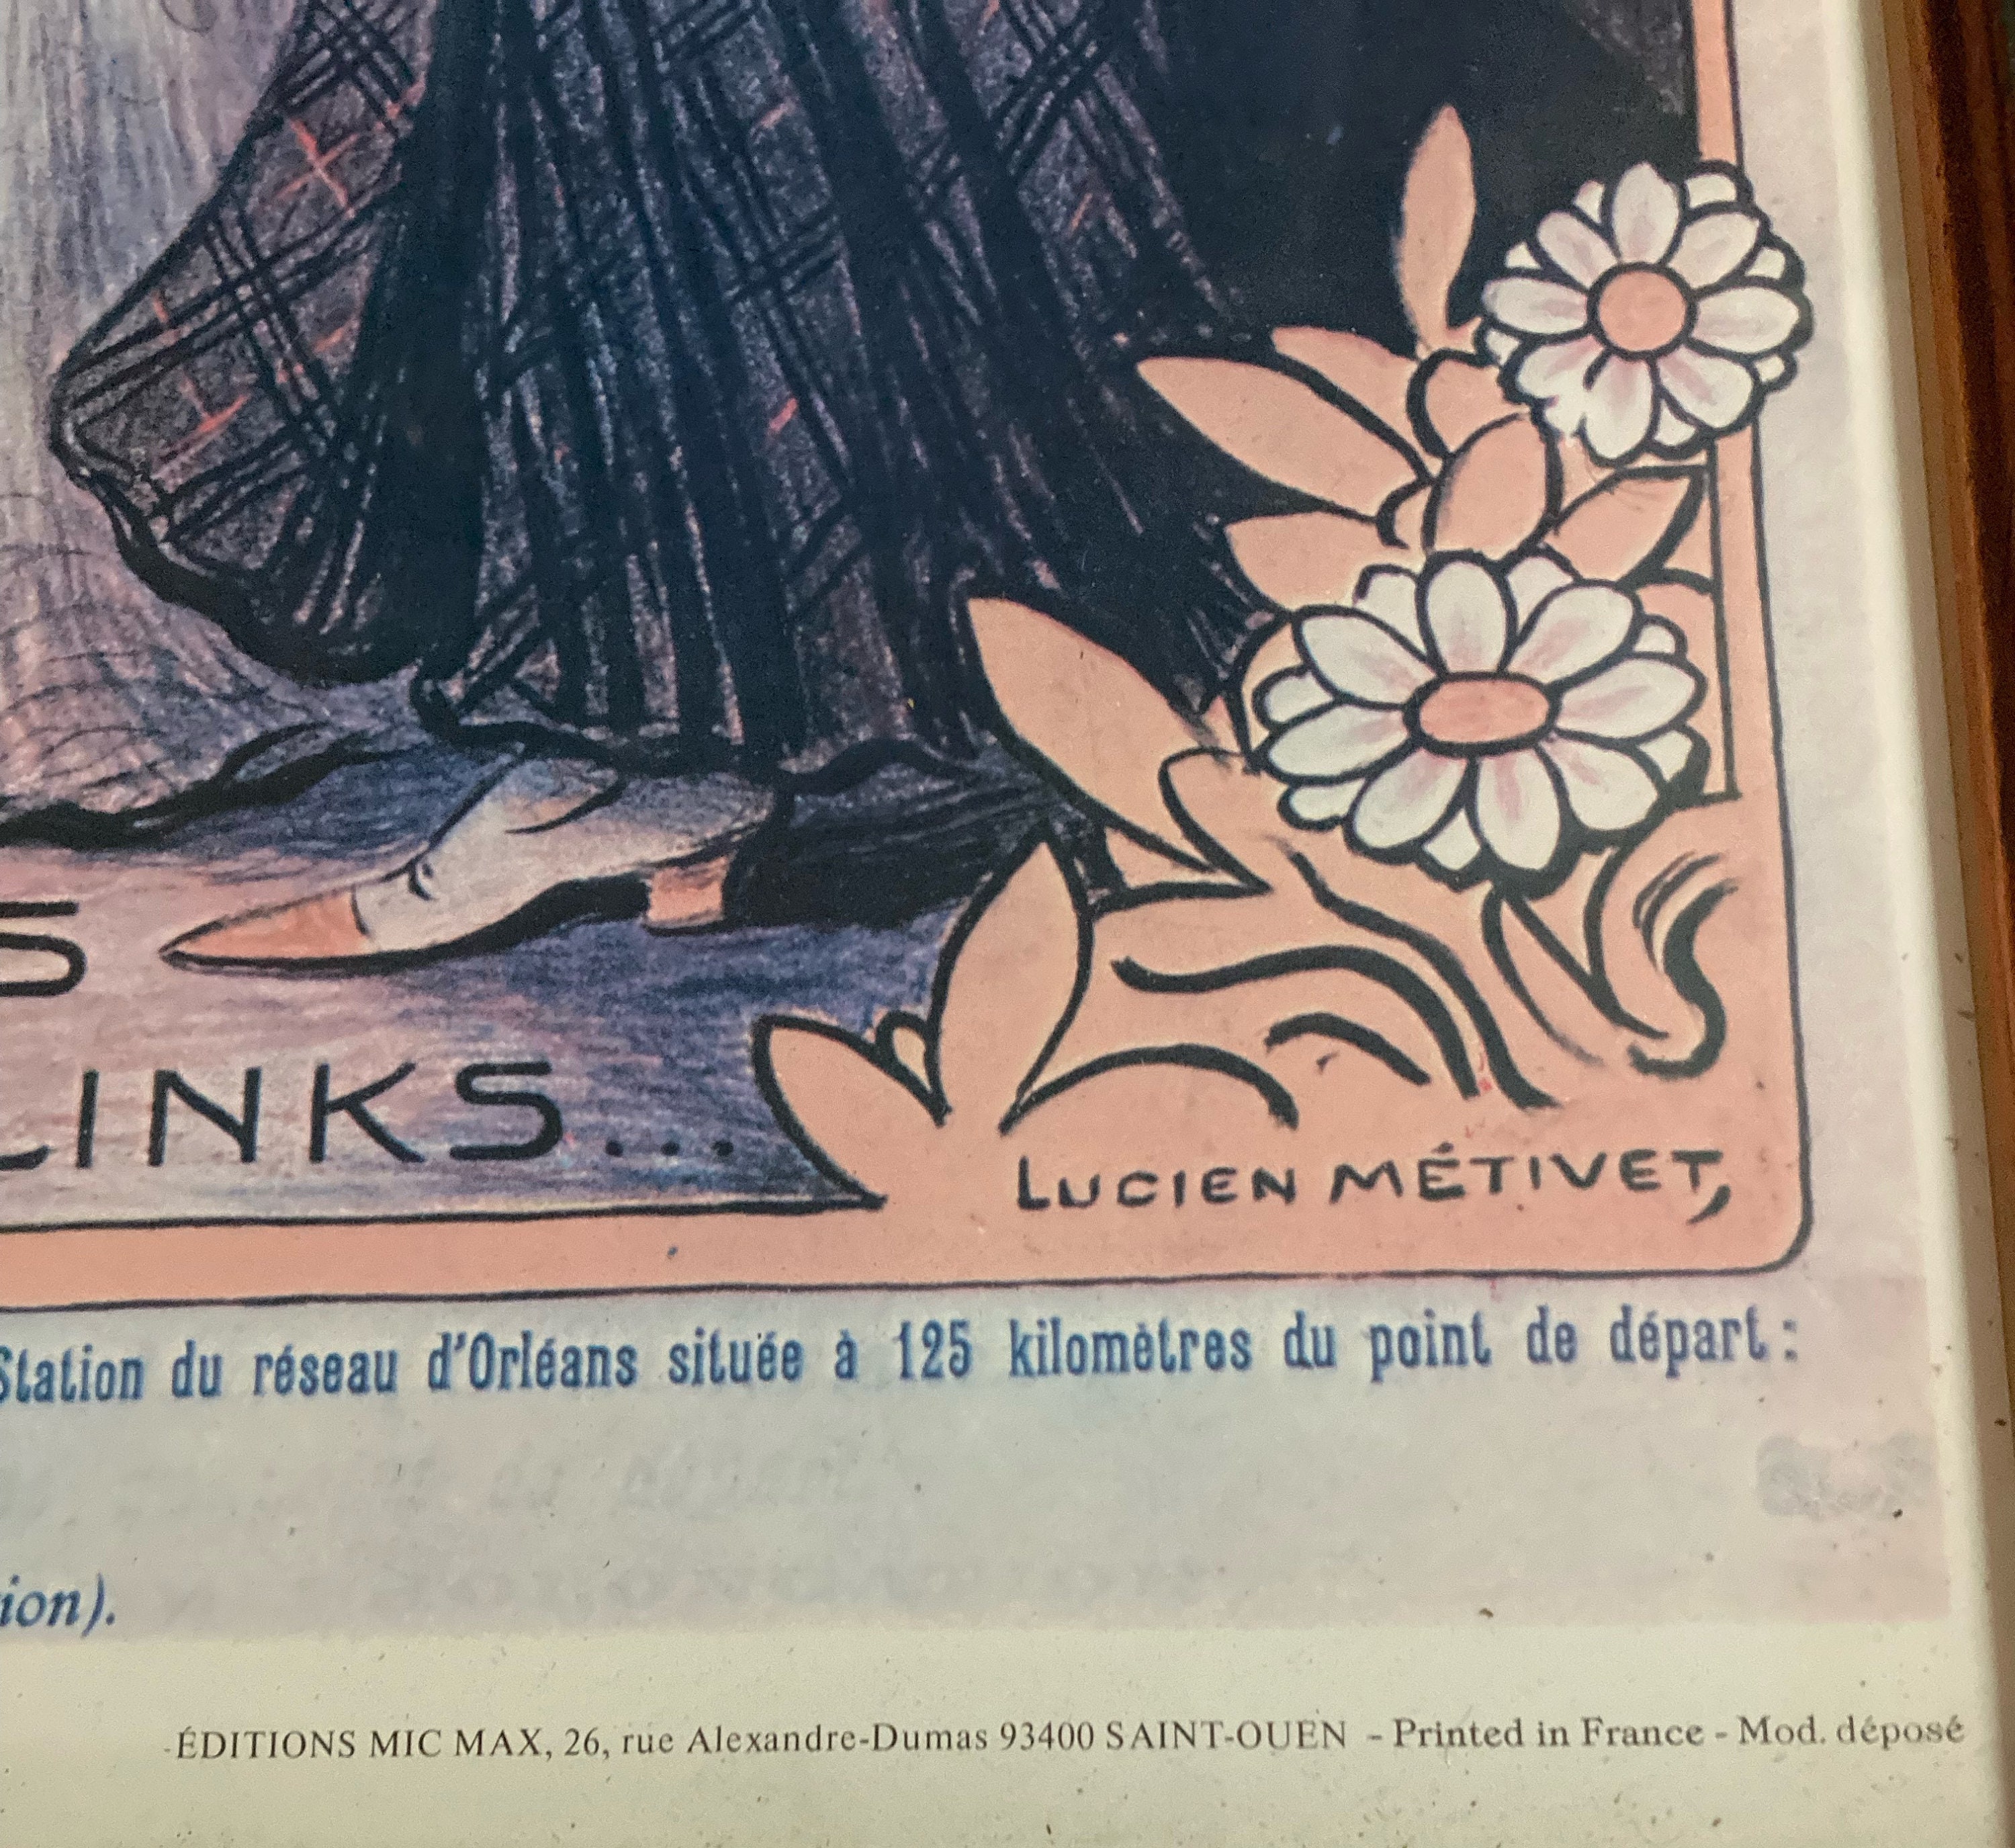 S
LINKS...
LUCIEN MÉTIVET,
Station du réseau d'Orléans située à 125 kilomètres du point de départ :
ion).
ÉDITIONS MIC MAX, 26, rue Alexandre-Dumas 93400 SAINT-OUEN - Printed in France - Mod. déposé